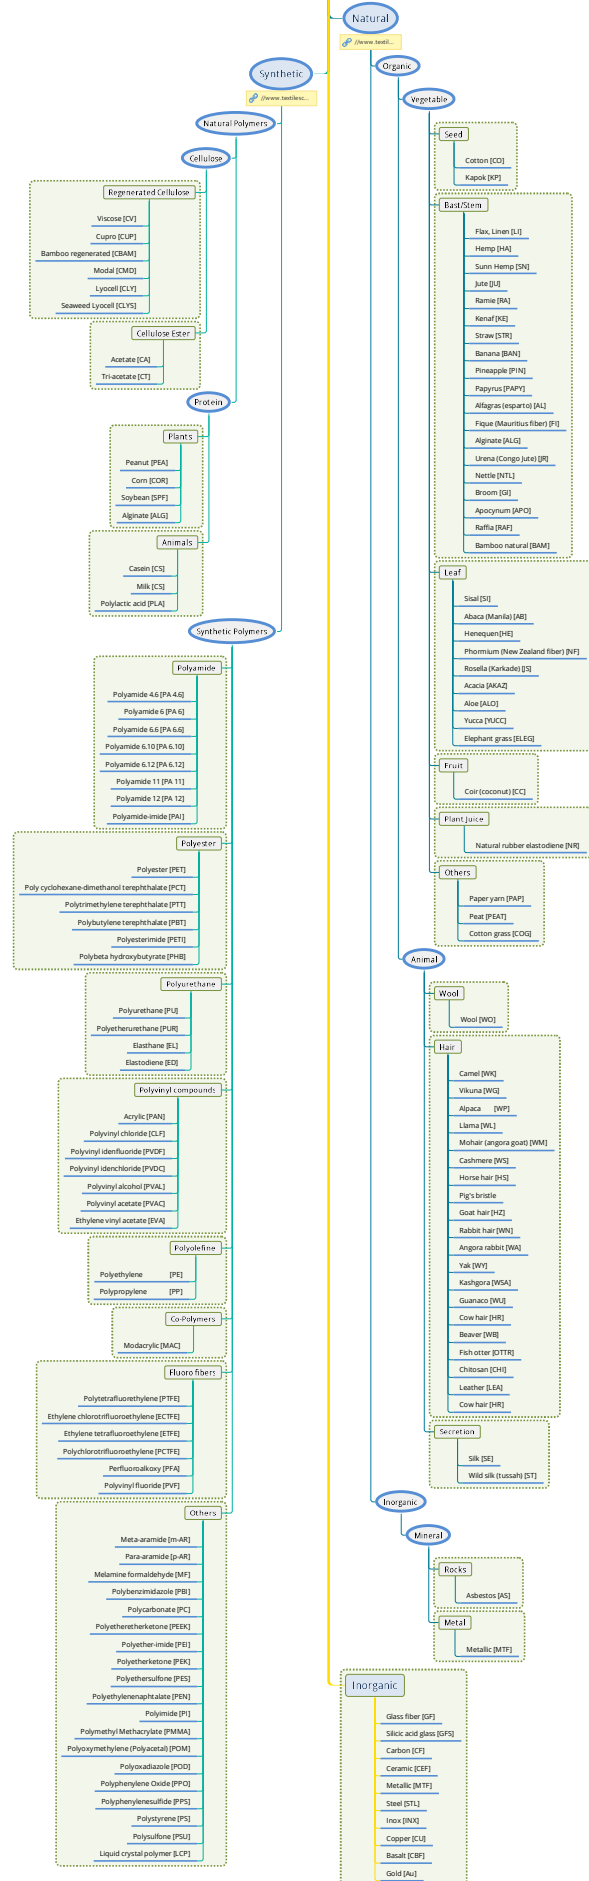 Natural
//www.textil...
Organic
Vegetable
Seed
Cotton [CO]
Kapok [KP]
Bast/Stem
Flax, Linen [LI]
Hemp [HA]
Sunn Hemp [SN]
Jute [JU]
Ramie [RA]
Kenaf [KE]
Straw [STR]
Banana [BAN]
Pineapple [PIN]
Papyrus [PAPY]
Alfagras (esparto) [AL]
Fique (Mauritius fiber) [FI]
Alginate [ALG]
Urena (Congo Jute) [JR]
Nettle [NTL]
Broom [GI]
Apocynum [APO]
Raffia [RAF]
Bamboo natural [BAM]
Leaf
Sisal [SI]
Abaca (Manila) [AB]
Henequen [HE]
Phormium (New Zealand fiber) [NF]
Rosella (Karkade) [JS]
Acacia [AKAZ]
Aloe [ALO]
Yucca [YUCC]
Elephant grass [ELEG]
Fruit
Coir (coconut) [CC]
Plant Juice
Natural rubber elastodiene [NR]
Others
Paper yarn [PAP]
Peat [PEAT]
Cotton grass [COG]
Animal
Wool
Wool [WO]
Hair
Camel [WK]
Vikuna [WG]
Alpaca [WP]
Llama [WL]
Mohair (angora goat) [WM]
Cashmere [WS]
Horse hair [HS]
Pig's bristle
Goat hair [HZ]
Rabbit hair [WN]
Angora rabbit [WA]
Yak [WY]
Kashgora [WSA]
Guanaco [WU]
Cow hair [HR]
Beaver [WB]
Fish otter [OTTR]
Chitosan [CHI]
Leather [LEA]
Cow hair [HR]
Secretion
Silk [SE]
Wild silk (tussah) [ST]
Inorganic
Mineral
Rocks
Asbestos [AS]
Metal
Metallic [MTF]
Inorganic
Glass fiber [GF]
Silicic acid glass [GFS]
Carbon [CF]
Ceramic [CEF]
Metallic [MTF]
Steel [STL]
Inox [INX]
Copper [CU]
Basalt [CBF]
Gold [Au]
Synthetic
//www.textilesc...
Natural Polymers
Cellulose
Regenerated Cellulose
Viscose [CV]
Cupro [CUP]
Bamboo regenerated [CBAM]
Modal [CMD]
Lyocell [CLY]
Seaweed Lyocell [CLYS]
Cellulose Ester
Acetate [CA]
Tri-acetate [CT]
Protein
Plants
Peanut [PEA]
Corn [COR]
Soybean [SPF]
Alginate [ALG]
Animals
Casein [CS]
Milk [CS]
Polylactic acid [PLA]
Synthetic Polymers
Polyamide
Polyamide 4.6 [PA 4.6]
Polyamide 6 [PA 6]
Polyamide 6.6 [PA 6.6]
Polyamide 6.10 [PA 6.10]
Polyamide 6.12 [PA 6.12]
Polyamide 11 [PA 11]
Polyamide 12 [PA 12]
Polyamide-imide [PAI]
Polyester
Polyester [PET]
Poly cyclohexane-dimethanol terephthalate [PCT]
Polytrimethylene terephthalate [PTT]
Polybutylene terephthalate [PBT]
Polyesterimide [PETI]
Polybeta hydroxybutyrate [PHB]
Polyurethane
Polyurethane [PU]
Polyetherurethane [PUR]
Elasthane [EL]
Elastodiene [ED]
Polyvinyl compounds
Acrylic [PAN]
Polyvinyl chloride [CLF]
Polyvinyl idenfluoride [PVDF]
Polyvinyl idenchloride [PVDC]
Polyvinyl alcohol [PVAL]
Polyvinyl acetate [PVAC]
Ethylene vinyl acetate [EVA]
Polyolefine
Polyethylene [PE]
Polypropylene [PP]
Co-Polymers
Modacrylic [MAC]
Fluoro fibers
Polytetrafluorethylene [PTFE]
Ethylene chlorotrifluoroethylene [ECTFE]
Ethylene tetrafluoroethylene [ETFE]
Polychlorotrifluoroethylene [PCTFE]
Perfluoroalkoxy [PFA]
Polyvinyl fluoride [PVF]
Others
Meta-aramide [m-AR]
Para-aramide [p-AR]
Melamine formaldehyde [MF]
Polybenzimidazole [PBI]
Polycarbonate [PC]
Polyetheretherketone [PEEK]
Polyether-imide [PEI]
Polyetherketone [PEK]
Polyethersulfone [PES]
Polyethylenenaphtalate [PEN]
Polyimide [PI]
Polymethyl Methacrylate [PMMA]
Polyoxymethylene (Polyacetal) [POM]
Polyoxadiazole [POD]
Polyphenylene Oxide [PPO]
Polyphenylenesulfide [PPS]
Polystyrene [PS]
Polysulfone [PSU]
Liquid crystal polymer [LCP]